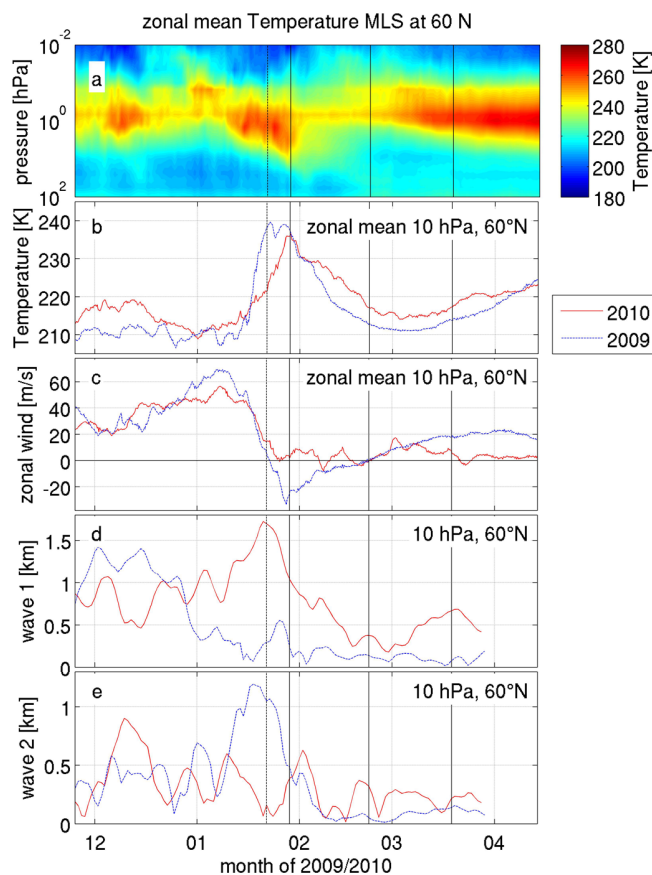 zonal mean Temperature MLS at 60 N
10^-2
10^0
10^2
pressure [hPa]
a
280
260
240
220
200
180
Temperature [K]
240
230
220
210
Temperature [K]
b
zonal mean 10 hPa, 60°N
2010
2009
60
40
20
0
-20
zonal wind [m/s]
c
zonal mean 10 hPa, 60°N
1.5
1
0.5
0
wave 1 [km]
d
10 hPa, 60°N
1
0.5
0
wave 2 [km]
e
10 hPa, 60°N
12 01 02 03 04
month of 2009/2010